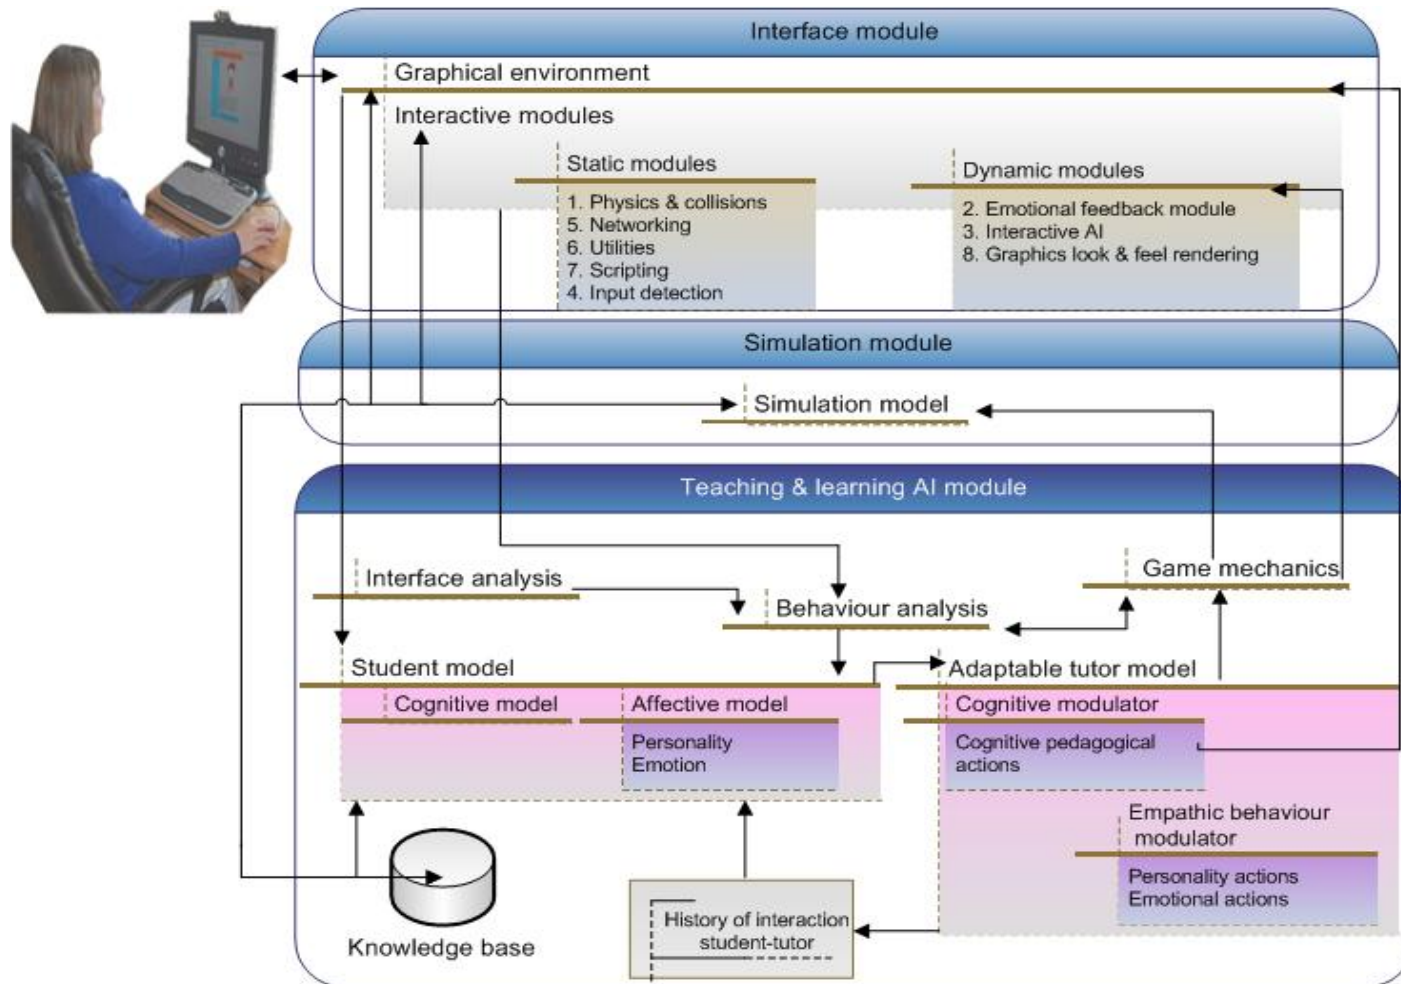 Interface module
Graphical environment
Interactive modules
Static modules
1. Physics & collisions
5. Networking
6. Utilities
7. Scripting
4. Input detection
Dynamic modules
2. Emotional feedback module
3. Interactive AI
8. Graphics look & feel rendering
Simulation module
Simulation model
Teaching & learning AI module
Interface analysis
Behaviour analysis
Game mechanics
Student model
Cognitive model
Affective model
Personality
Emotion
Adaptable tutor model
Cognitive modulator
Cognitive pedagogical
actions
Empathic behaviour
modulator
Personality actions
Emotional actions
Knowledge base
History of interaction
student-tutor